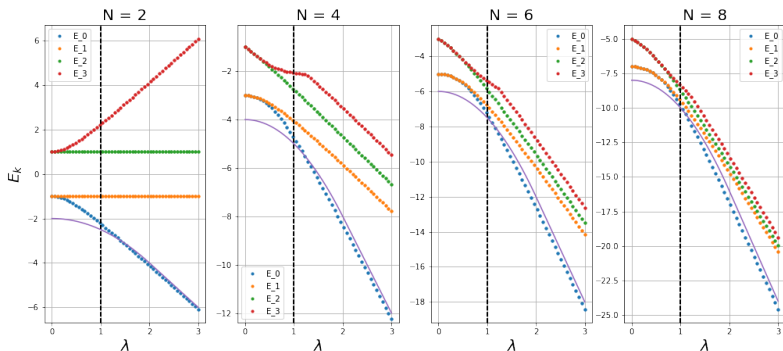 N = 2
N = 4
N = 6
N = 8
E_k
6
4
2
0
−2
−4
−6
E_0
E_1
E_2
E_3
0
1
2
3
λ
−2
−4
−6
−8
−10
−12
E_0
E_1
E_2
E_3
0
1
2
3
λ
−4
−6
−8
−10
−12
−14
−16
−18
E_0
E_1
E_2
E_3
0
1
2
3
λ
−5.0
−7.5
−10.0
−12.5
−15.0
−17.5
−20.0
−22.5
−25.0
E_0
E_1
E_2
E_3
0
1
2
3
λ